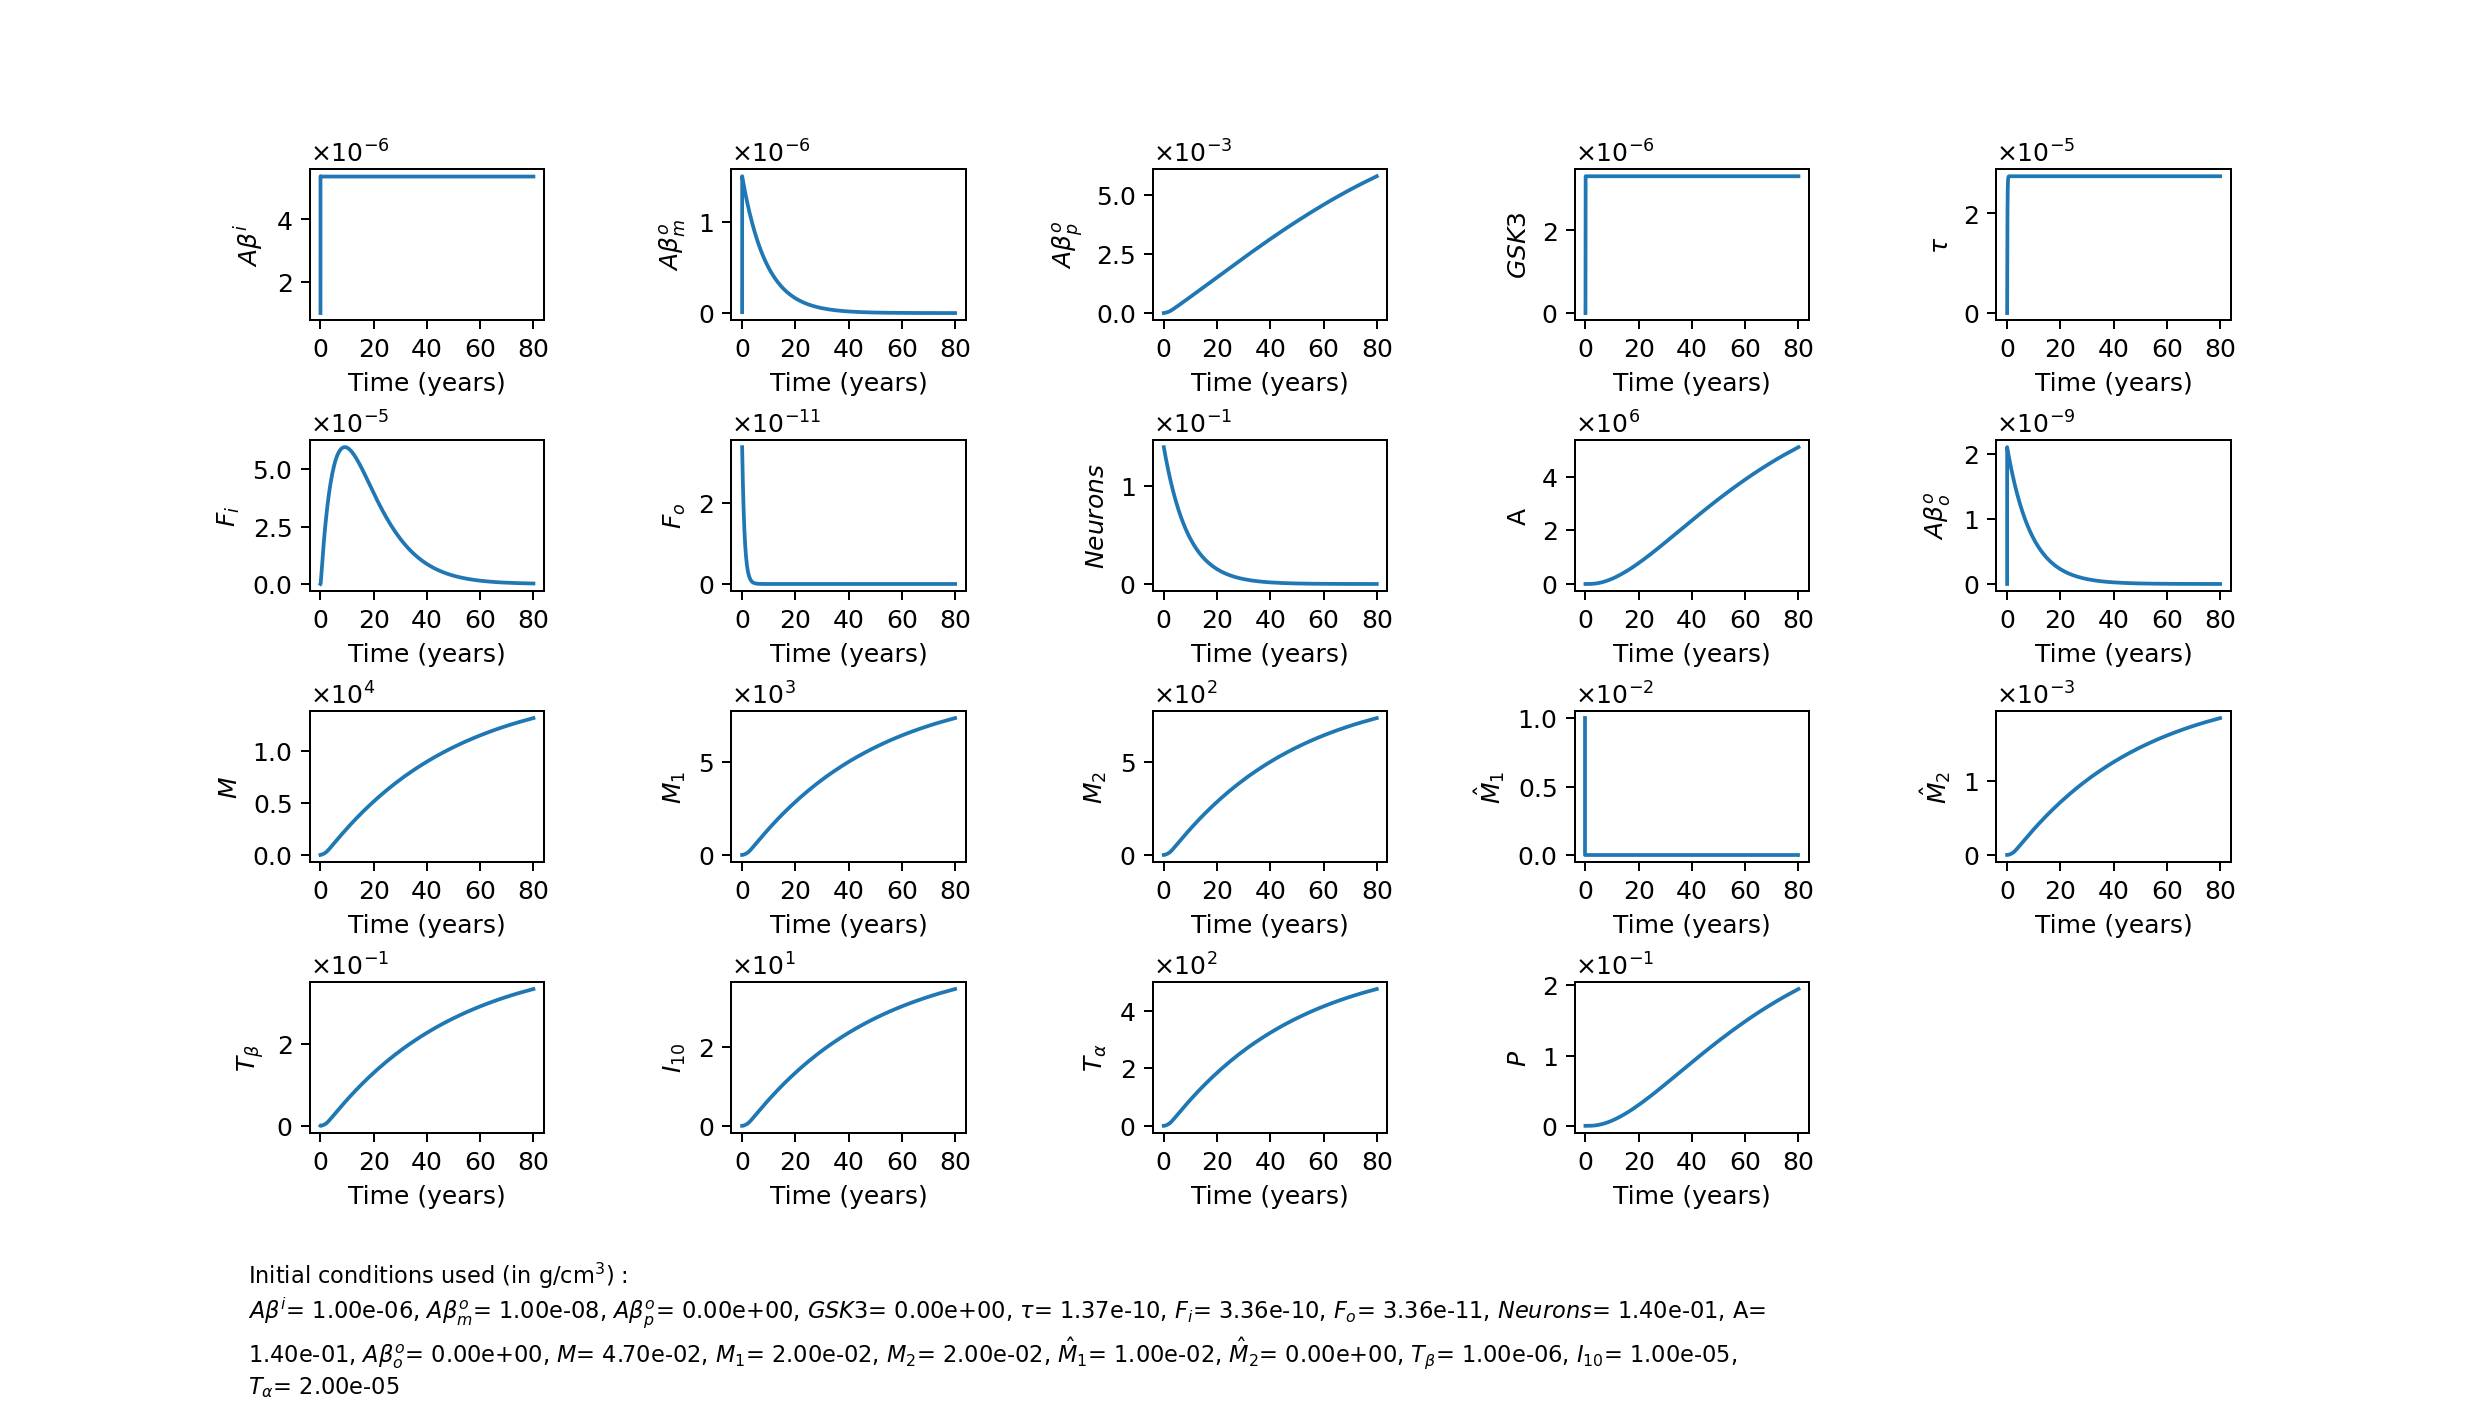 ×10⁻⁶ ×10⁻⁶ ×10⁻³ ×10⁻⁶ ×10⁻⁵
Aβⁱ 4 2
Aβₘᵒ 1 0
Aβₚᵒ 5.0 2.5 0.0
GSK3 2 0
τ 2 0
0 20 40 60 80 0 20 40 60 80 0 20 40 60 80 0 20 40 60 80 0 20 40 60 80
Time (years) Time (years) Time (years) Time (years) Time (years)
×10⁻⁵ ×10⁻¹¹ ×10⁻¹ ×10⁶ ×10⁻⁹
Fᵢ 5.0 2.5 0.0
Fₒ 2 0
Neurons 1 0
A 4 2 0
Aβₒᵒ 2 1 0
0 20 40 60 80 0 20 40 60 80 0 20 40 60 80 0 20 40 60 80 0 20 40 60 80
Time (years) Time (years) Time (years) Time (years) Time (years)
×10⁴ ×10³ ×10² ×10⁻² ×10⁻³
M 1.0 0.5 0.0
M₁ 5 0
M₂ 5 0
M̂₁ 1.0 0.5 0.0
M̂₂ 1 0
0 20 40 60 80 0 20 40 60 80 0 20 40 60 80 0 20 40 60 80 0 20 40 60 80
Time (years) Time (years) Time (years) Time (years) Time (years)
×10⁻¹ ×10¹ ×10² ×10⁻¹
Tᵦ 2 0
I₁₀ 2 0
T_α 4 2 0
P 2 1 0
0 20 40 60 80 0 20 40 60 80 0 20 40 60 80 0 20 40 60 80
Time (years) Time (years) Time (years) Time (years)
Initial conditions used (in g/cm³) :
Aβⁱ= 1.00e-06, Aβₘᵒ= 1.00e-08, Aβₚᵒ= 0.00e+00, GSK3= 0.00e+00, τ= 1.37e-10, Fᵢ= 3.36e-10, Fₒ= 3.36e-11, Neurons= 1.40e-01, A=
1.40e-01, Aβₒᵒ= 0.00e+00, M= 4.70e-02, M₁= 2.00e-02, M₂= 2.00e-02, M̂₁= 1.00e-02, M̂₂= 0.00e+00, Tᵦ= 1.00e-06, I₁₀= 1.00e-05,
T_α= 2.00e-05